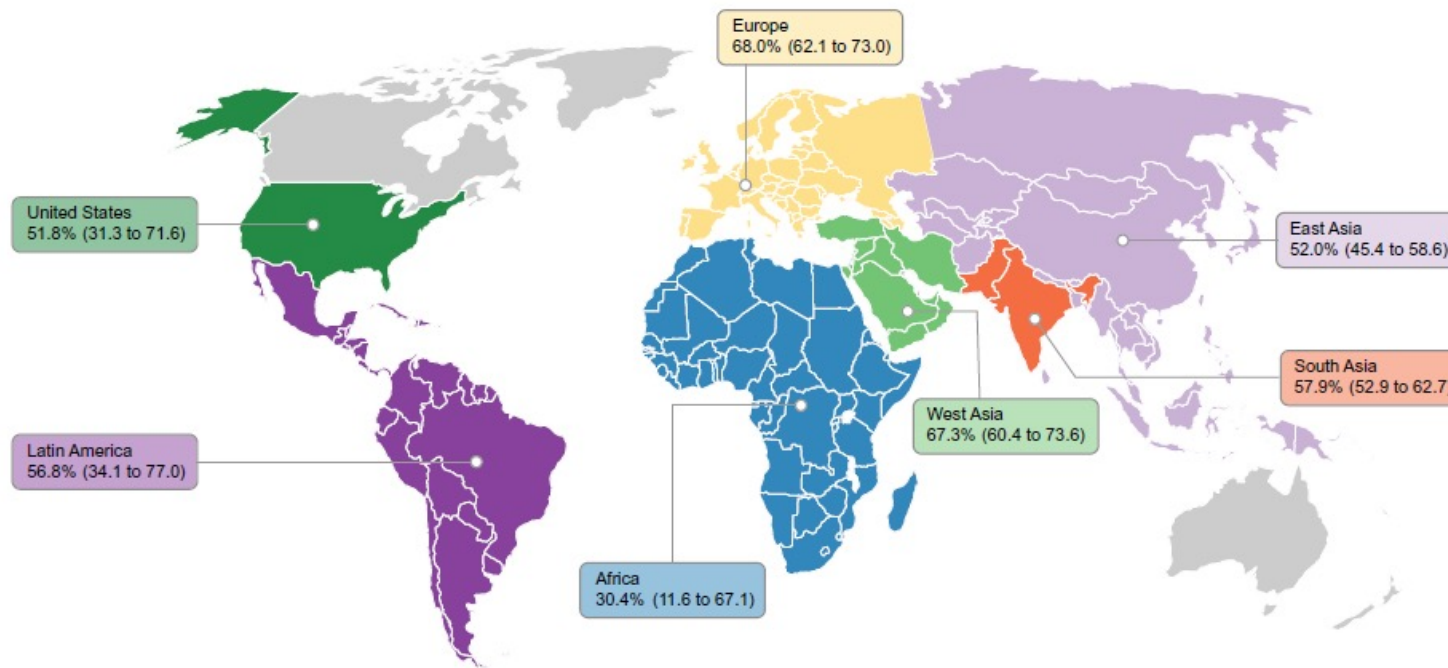 Europe
68.0% (62.1 to 73.0)
United States
51.8% (31.3 to 71.6)
East Asia
52.0% (45.4 to 58.6)
South Asia
57.9% (52.9 to 62.7)
West Asia
67.3% (60.4 to 73.6)
Latin America
56.8% (34.1 to 77.0)
Africa
30.4% (11.6 to 67.1)